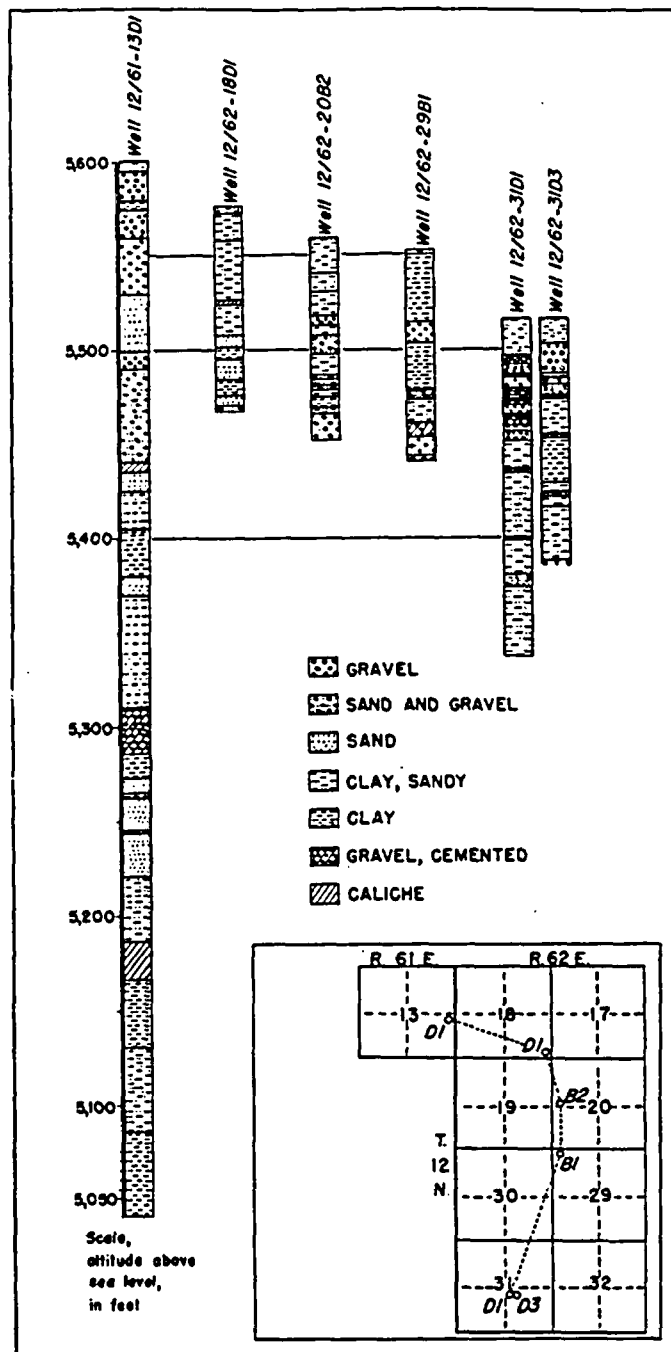 Well 12/61-13D1
Well 12/62-18D1
Well 12/62-20B2
Well 12/62-29B1
Well 12/62-31D1
Well 12/62-31D3
5,600
5,500
5,400
5,300
5,200
5,100
5,050
Scale,
altitude above
sea level,
in feet
GRAVEL
SAND AND GRAVEL
SAND
CLAY, SANDY
CLAY
GRAVEL, CEMENTED
CALICHE
R. 61 E. R. 62 E.
13 18 17
D1 D1
B2
19 20
T.
12
N.
B1
30 29
31 32
D1 D3